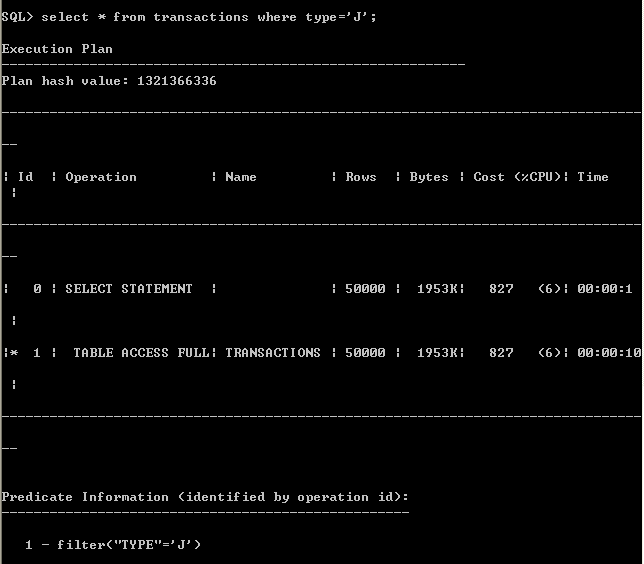 SQL> select * from transactions where type='J';
Execution Plan
----------------------------------------------------------
Plan hash value: 1321366336
--------------------------------------------------------------------------------
--
| Id  | Operation         | Name         | Rows  | Bytes | Cost (%CPU)| Time
 |
--------------------------------------------------------------------------------
--
|   0 | SELECT STATEMENT  |              | 50000 |  1953K|   827   (6)| 00:00:1
 |
|*  1 |  TABLE ACCESS FULL| TRANSACTIONS | 50000 |  1953K|   827   (6)| 00:00:10
 |
--------------------------------------------------------------------------------
--
Predicate Information (identified by operation id):
---------------------------------------------------
   1 - filter("TYPE"='J')